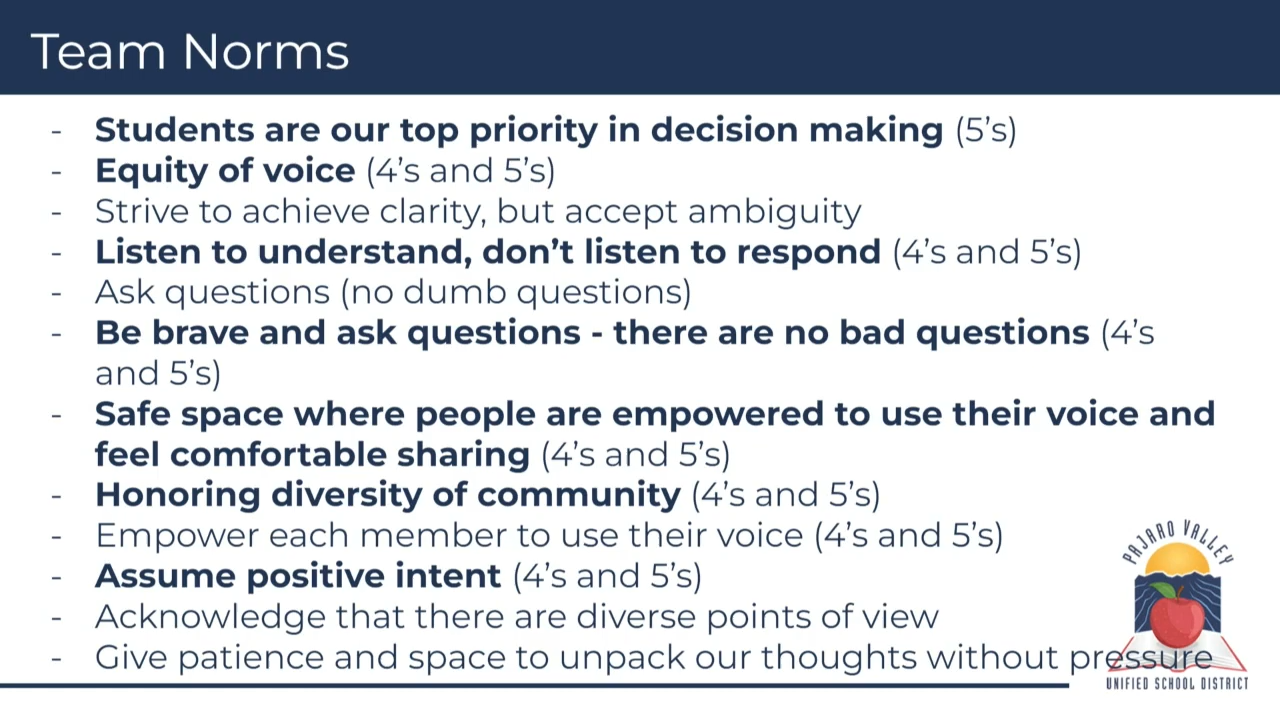 Team Norms
- Students are our top priority in decision making (5’s)
- Equity of voice (4’s and 5’s)
- Strive to achieve clarity, but accept ambiguity
- Listen to understand, don’t listen to respond (4’s and 5’s)
- Ask questions (no dumb questions)
- Be brave and ask questions - there are no bad questions (4’s
and 5’s)
- Safe space where people are empowered to use their voice and
feel comfortable sharing (4’s and 5’s)
- Honoring diversity of community (4’s and 5’s)
- Empower each member to use their voice (4’s and 5’s)
- Assume positive intent (4’s and 5’s)
- Acknowledge that there are diverse points of view
- Give patience and space to unpack our thoughts without pressure
PAJARO VALLEY
UNIFIED SCHOOL DISTRICT